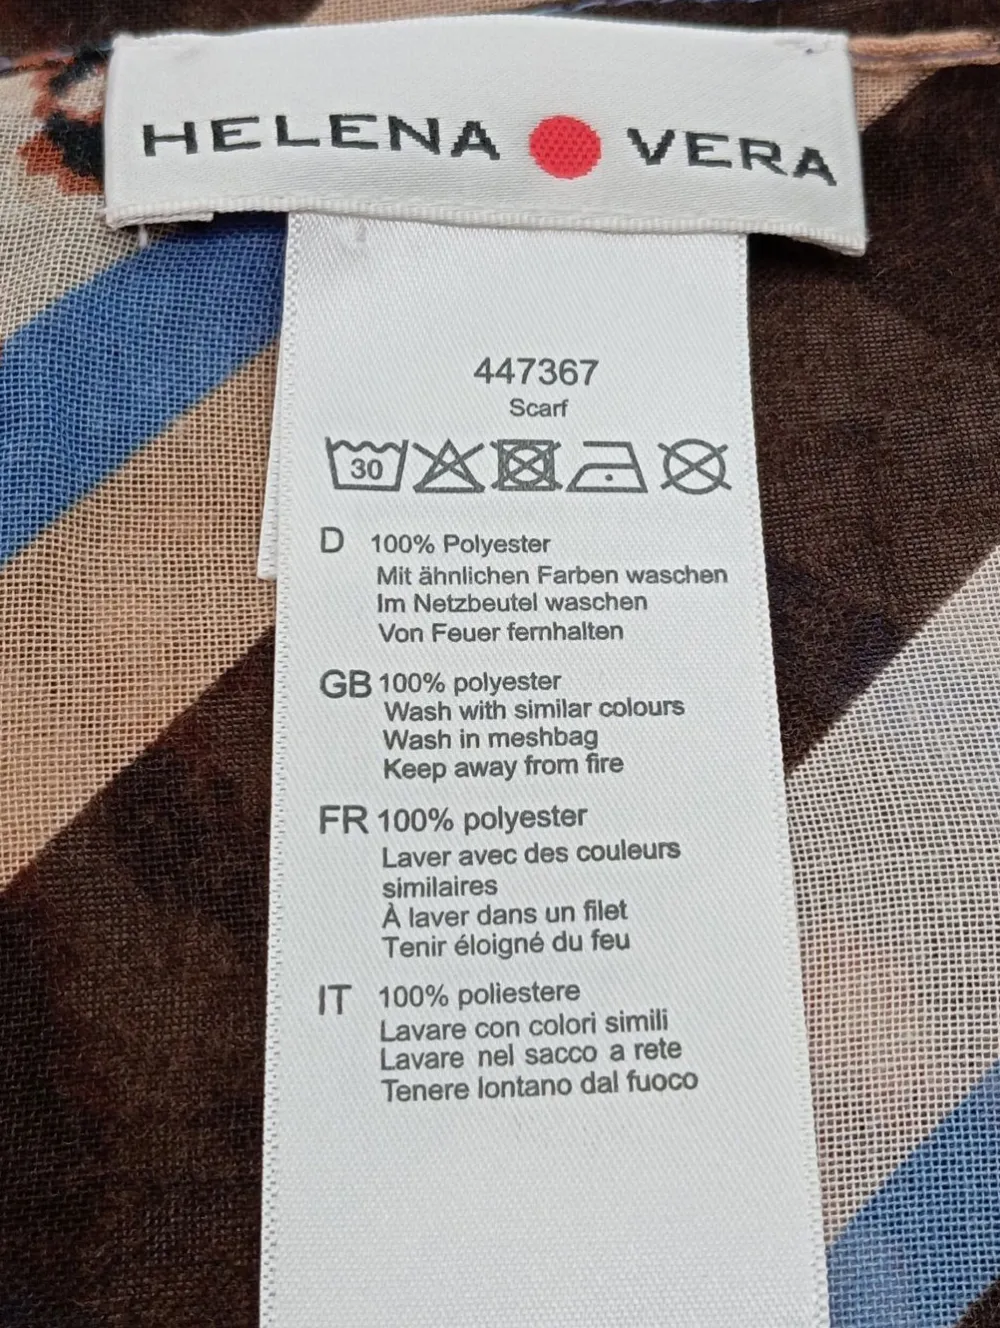 HELENA VERA
447367
Scarf
30
D 100% Polyester
Mit ähnlichen Farben waschen
Im Netzbeutel waschen
Von Feuer fernhalten
GB 100% polyester
Wash with similar colours
Wash in meshbag
Keep away from fire
FR 100% polyester
Laver avec des couleurs
similaires
À laver dans un filet
Tenir éloigné du feu
IT 100% poliestere
Lavare con colori simili
Lavare nel sacco a rete
Tenere lontano dal fuoco